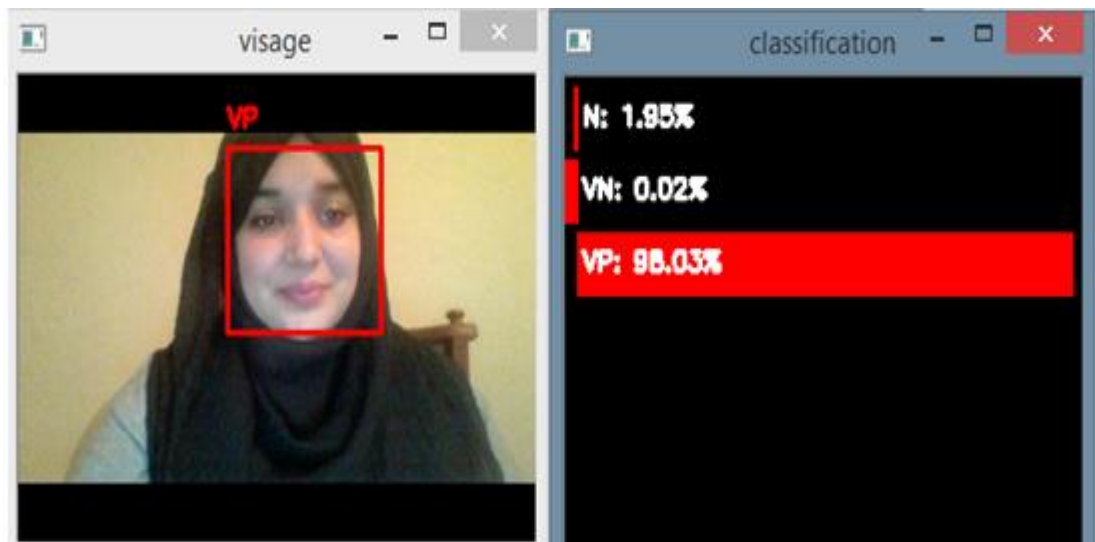 visage
VP
classification
N: 1.95%
VN: 0.02%
VP: 98.03%